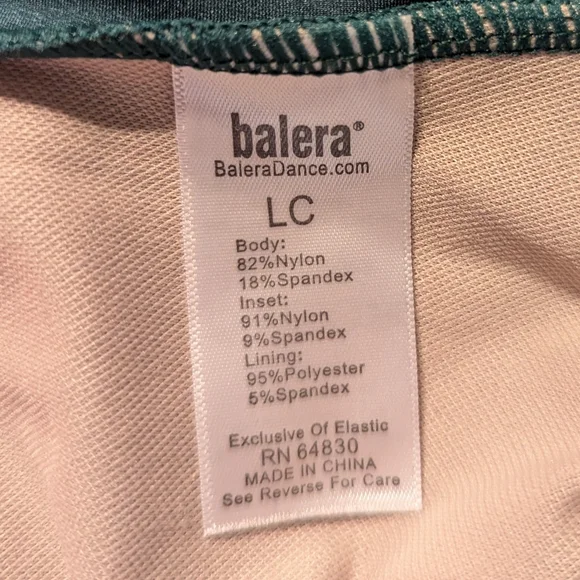 balera®
BaleraDance.com
LC
Body:
82%Nylon
18%Spandex
Inset:
91%Nylon
9%Spandex
Lining:
95%Polyester
5%Spandex
Exclusive Of Elastic
RN 64830
MADE IN CHINA
See Reverse For Care